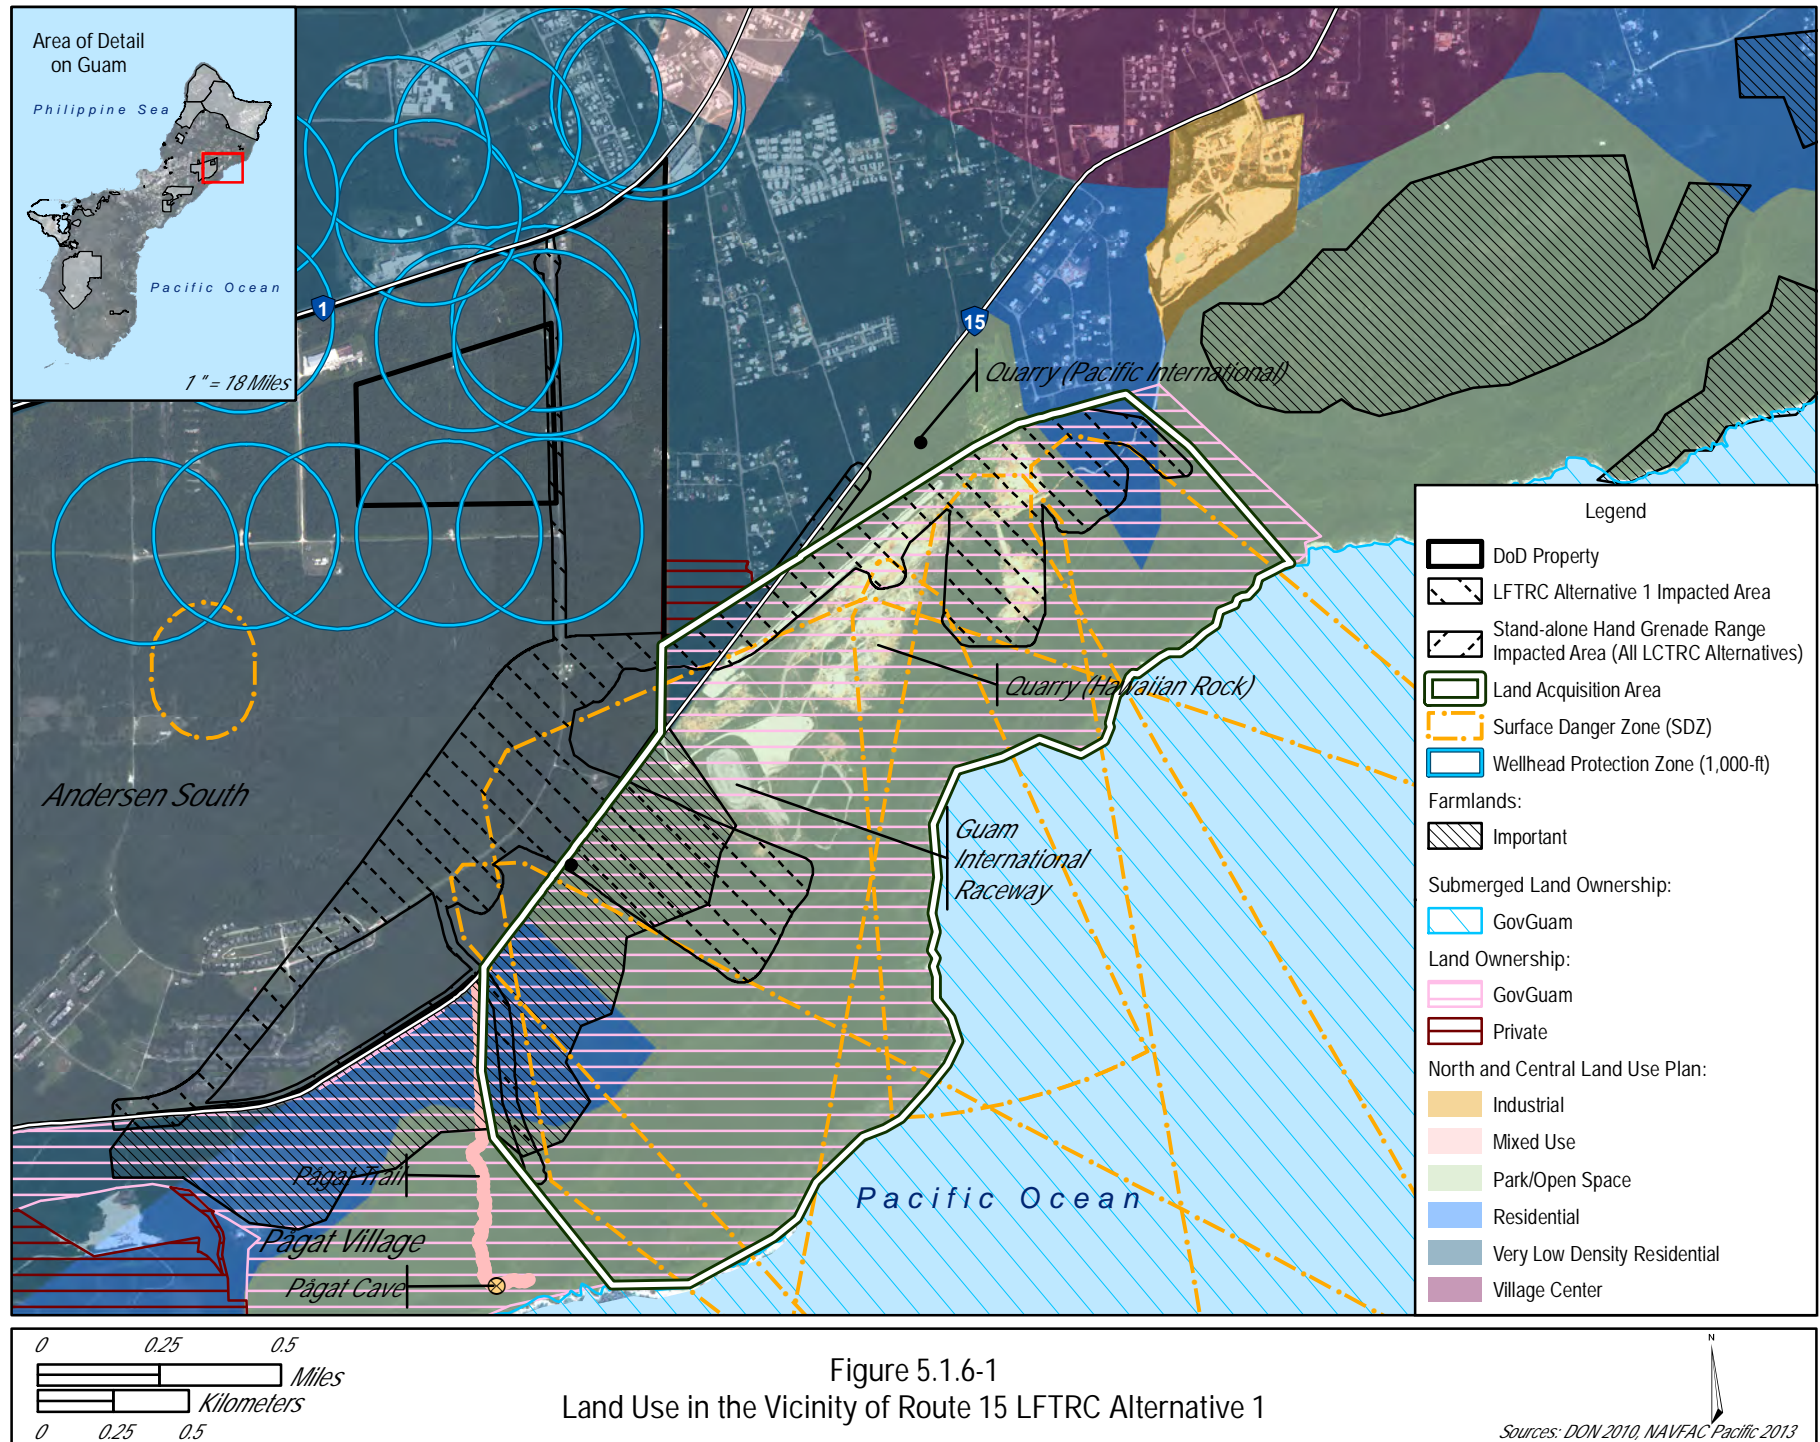 Area of Detail
on Guam
Philippine Sea
Pacific Ocean
1 " = 18 Miles
1
15
Quarry (Pacific International)
Quarry (Hawaiian Rock)
Andersen South
Guam
International
Raceway
Pågat Trail
Pågat Village
Pågat Cave
Pacific Ocean
Legend
DoD Property
LFTRC Alternative 1 Impacted Area
Stand-alone Hand Grenade Range
Impacted Area (All LCTRC Alternatives)
Land Acquisition Area
Surface Danger Zone (SDZ)
Wellhead Protection Zone (1,000-ft)
Farmlands:
Important
Submerged Land Ownership:
GovGuam
Land Ownership:
GovGuam
Private
North and Central Land Use Plan:
Industrial
Mixed Use
Park/Open Space
Residential
Very Low Density Residential
Village Center
0 0.25 0.5
Miles
Kilometers
0 0.25 0.5
Figure 5.1.6-1
Land Use in the Vicinity of Route 15 LFTRC Alternative 1
N
Sources: DON 2010, NAVFAC Pacific 2013